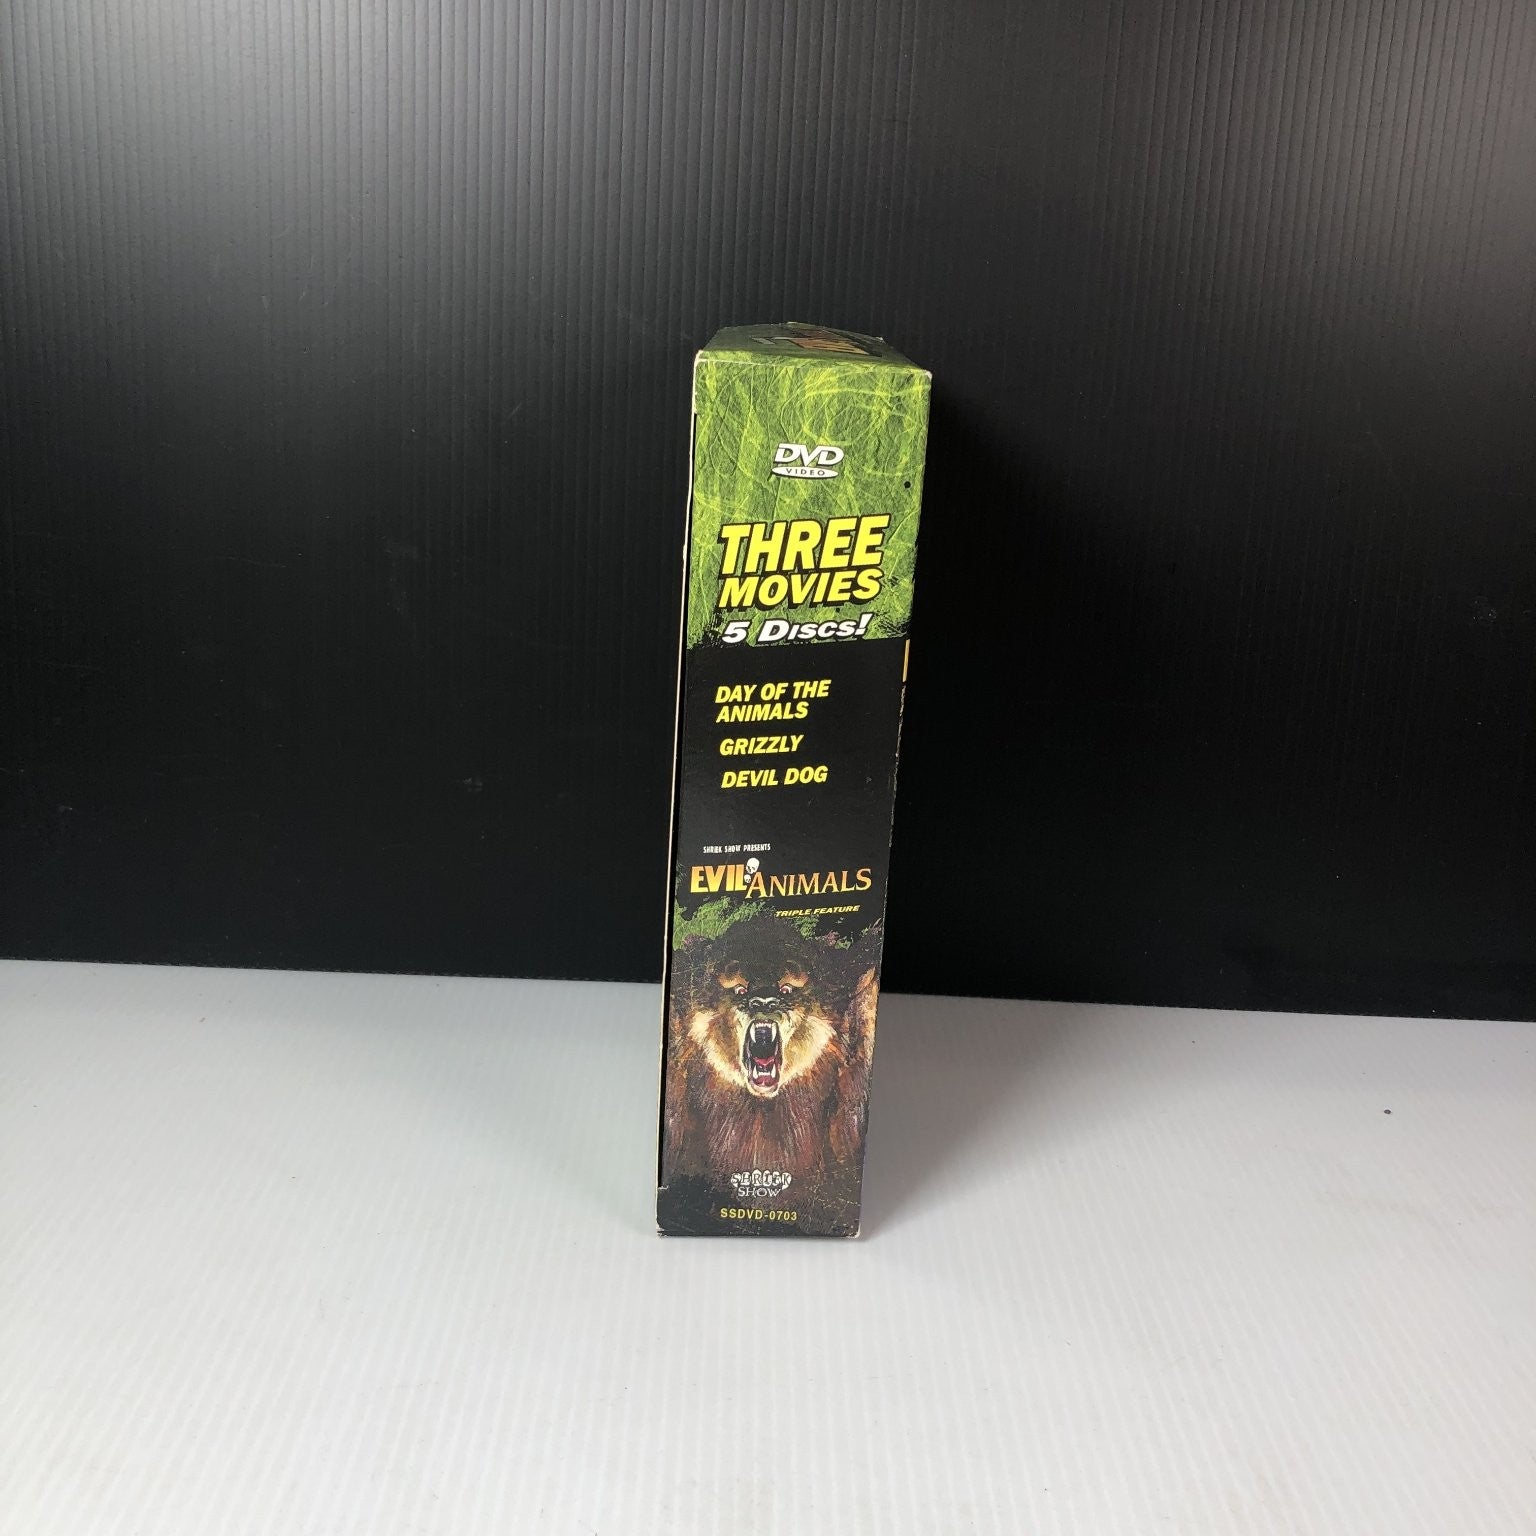 DVD
VIDEO
THREE
MOVIES
5 DISCS!
DAY OF THE
ANIMALS
GRIZZLY
DEVIL DOG
SHRIEK SHOW PRESENTS
EVIL ANIMALS
TRIPLE FEATURE
SHRIEK
SHOW
SSDVD-0703